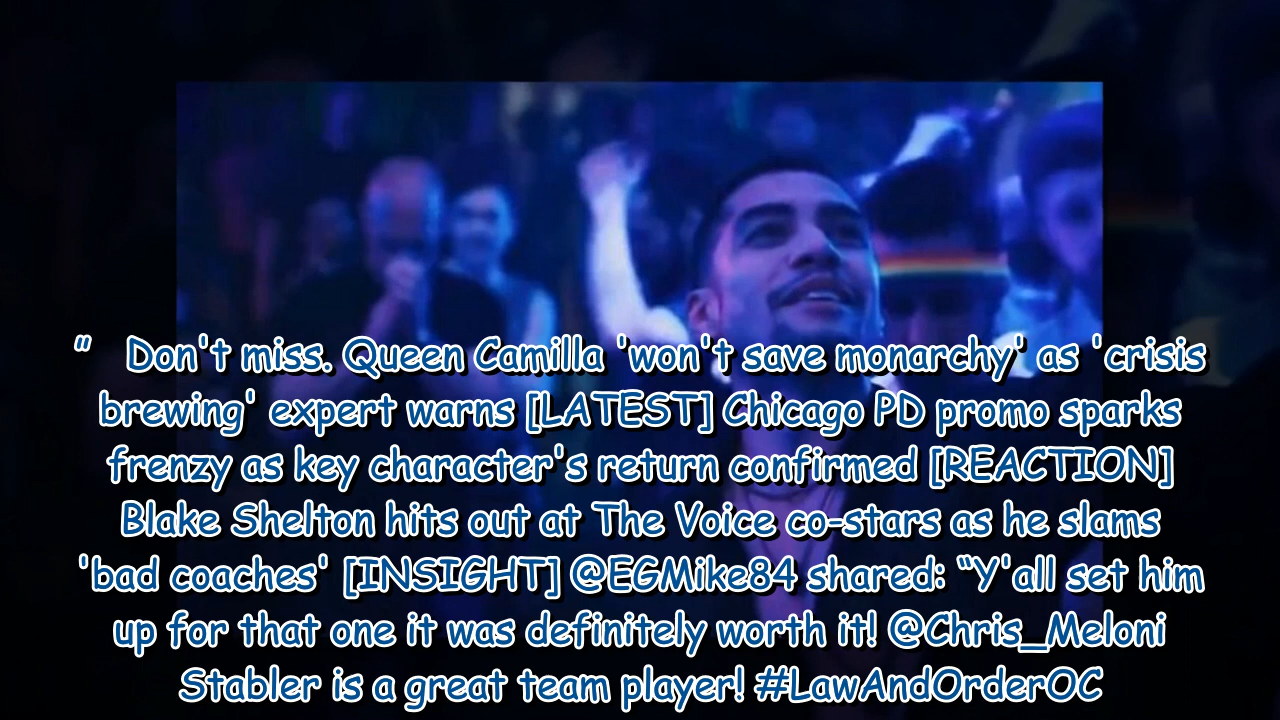 ” Don't miss. Queen Camilla 'won't save monarchy' as 'crisis
brewing' expert warns [LATEST] Chicago PD promo sparks
frenzy as key character's return confirmed [REACTION]
Blake Shelton hits out at The Voice co-stars as he slams
'bad coaches' [INSIGHT] @EGMike84 shared: “Y'all set him
up for that one it was definitely worth it! @Chris_Meloni
Stabler is a great team player! #LawAndOrderOC